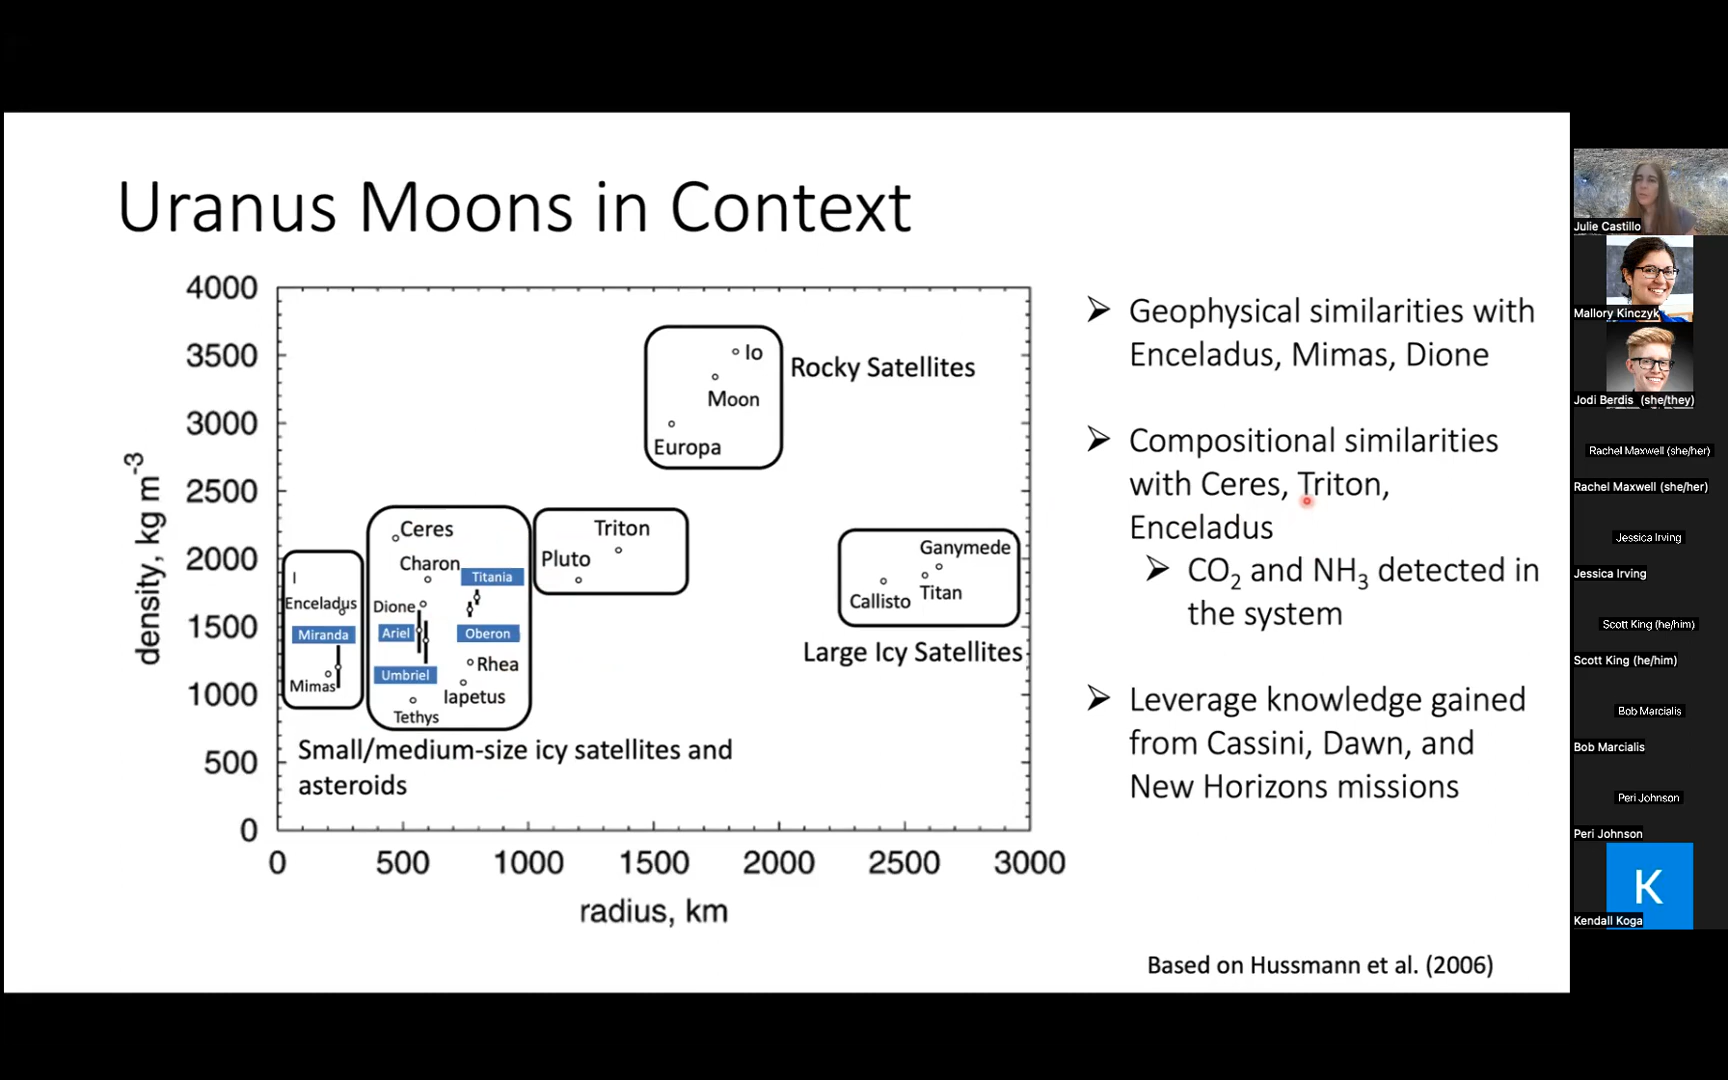 Uranus Moons in Context
4000
3500
3000
2500
2000
1500
1000
500
0
0
500
1000
1500
2000
2500
3000
density, kg m-3
radius, km
Io
Moon
Europa
Rocky Satellites
Ceres
Charon
Titania
Dione
Ariel
Oberon
Umbriel
Rhea
Iapetus
Tethys
Enceladus
Miranda
Mimas
Triton
Pluto
Ganymede
Titan
Callisto
Large Icy Satellites
Small/medium-size icy satellites and
asteroids
Geophysical similarities with
Enceladus, Mimas, Dione
Compositional similarities
with Ceres, Triton,
Enceladus
CO2 and NH3 detected in
the system
Leverage knowledge gained
from Cassini, Dawn, and
New Horizons missions
Based on Hussmann et al. (2006)
Julie Castillo
Mallory Kinczyk
Jodi Berdis (she/they)
Rachel Maxwell (she/her)
Rachel Maxwell (she/her)
Jessica Irving
Jessica Irving
Scott King (he/him)
Scott King (he/him)
Bob Marcialis
Bob Marcialis
Peri Johnson
Peri Johnson
K
Kendall Koga